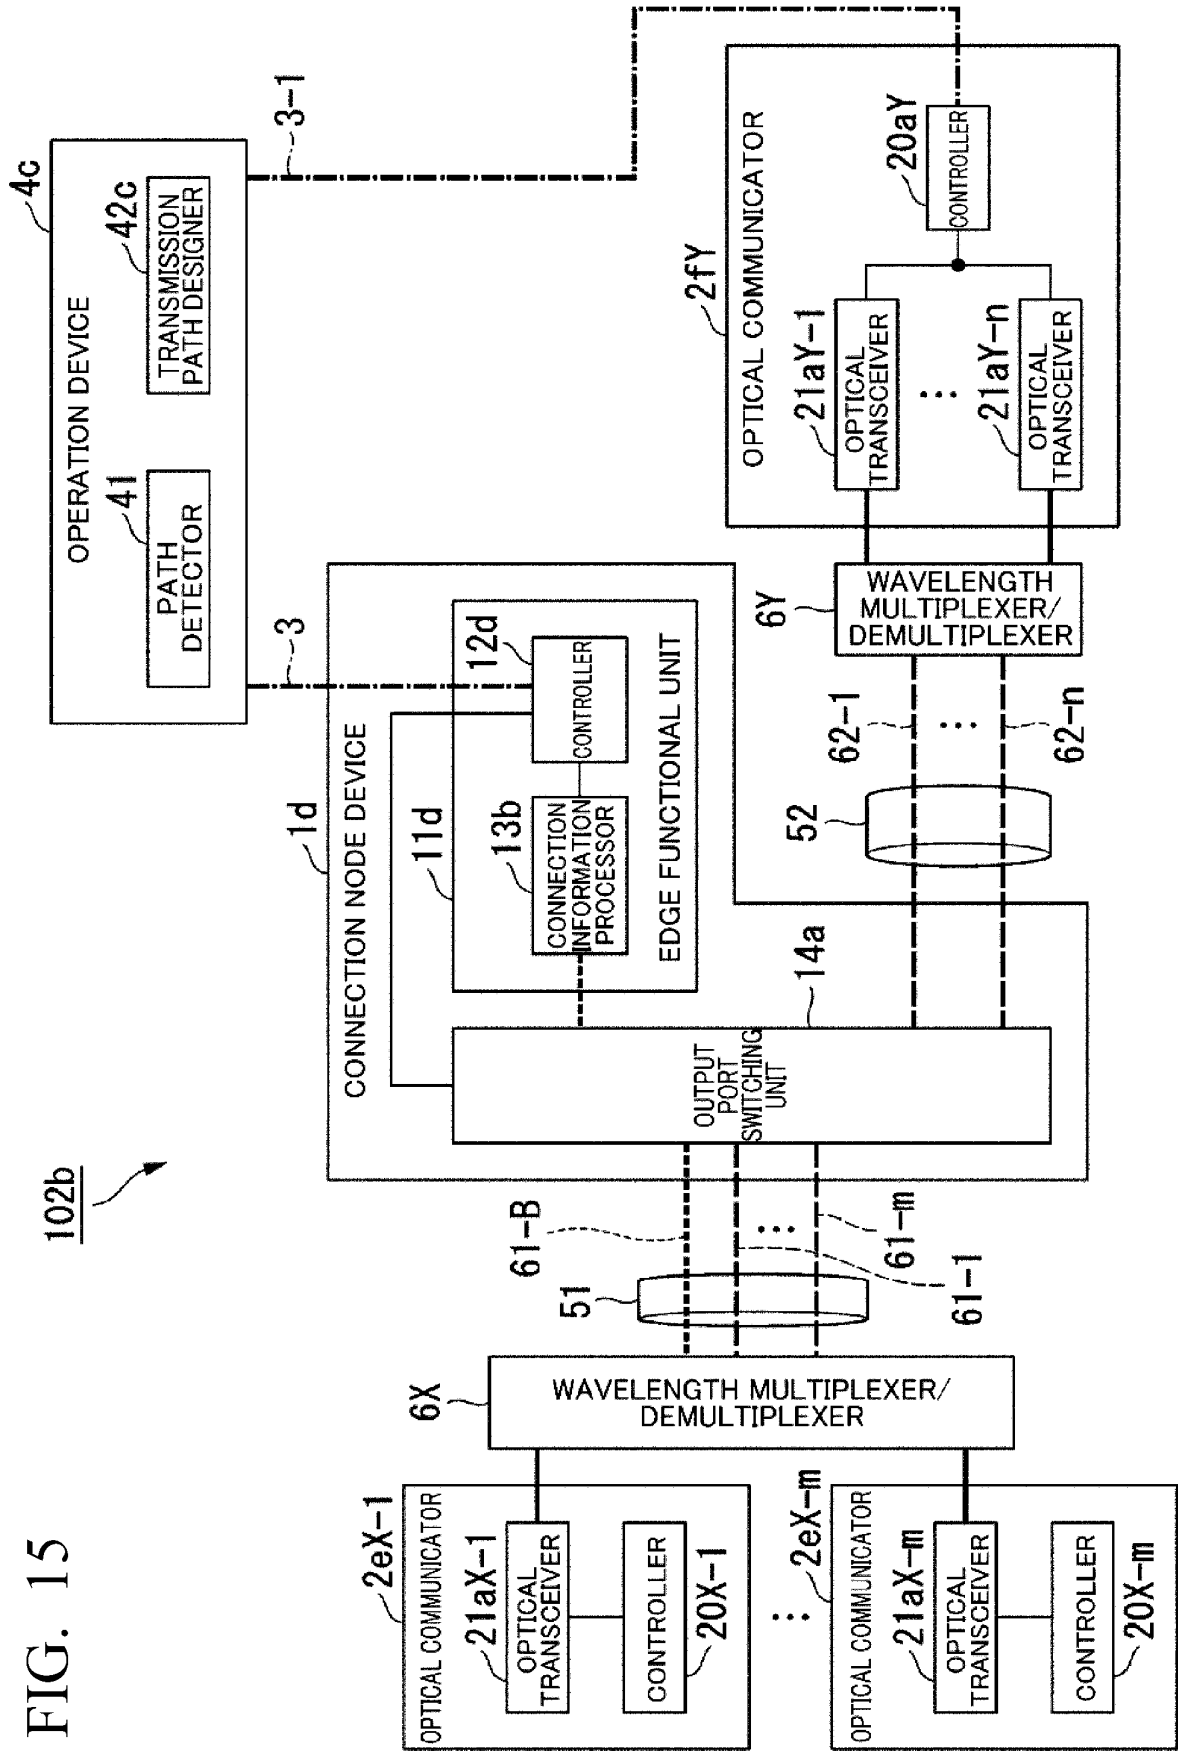 FIG. 15
102b
4c
OPERATION DEVICE
41
PATH
DETECTOR
42c
TRANSMISSION
PATH DESIGNER
3
3-1
1d
CONNECTION NODE DEVICE
11d
12d
CONTROLLER
13b
CONNECTION
INFORMATION
PROCESSOR
EDGE FUNCTIONAL UNIT
OUTPUT
PORT
SWITCHING
UNIT
14a
2eX-1
OPTICAL COMMUNICATOR
21aX-1
OPTICAL
TRANSCEIVER
CONTROLLER
20X-1
⋮
2eX-m
OPTICAL COMMUNICATOR
21aX-m
OPTICAL
TRANSCEIVER
CONTROLLER
20X-m
6X
WAVELENGTH MULTIPLEXER/
DEMULTIPLEXER
51
61-B
⋮
61-1
61-m
52
62-1
⋮
62-n
6Y
WAVELENGTH
MULTIPLEXER/
DEMULTIPLEXER
2fY
OPTICAL COMMUNICATOR
21aY-1
OPTICAL
TRANSCEIVER
⋮
21aY-n
OPTICAL
TRANSCEIVER
CONTROLLER
20aY